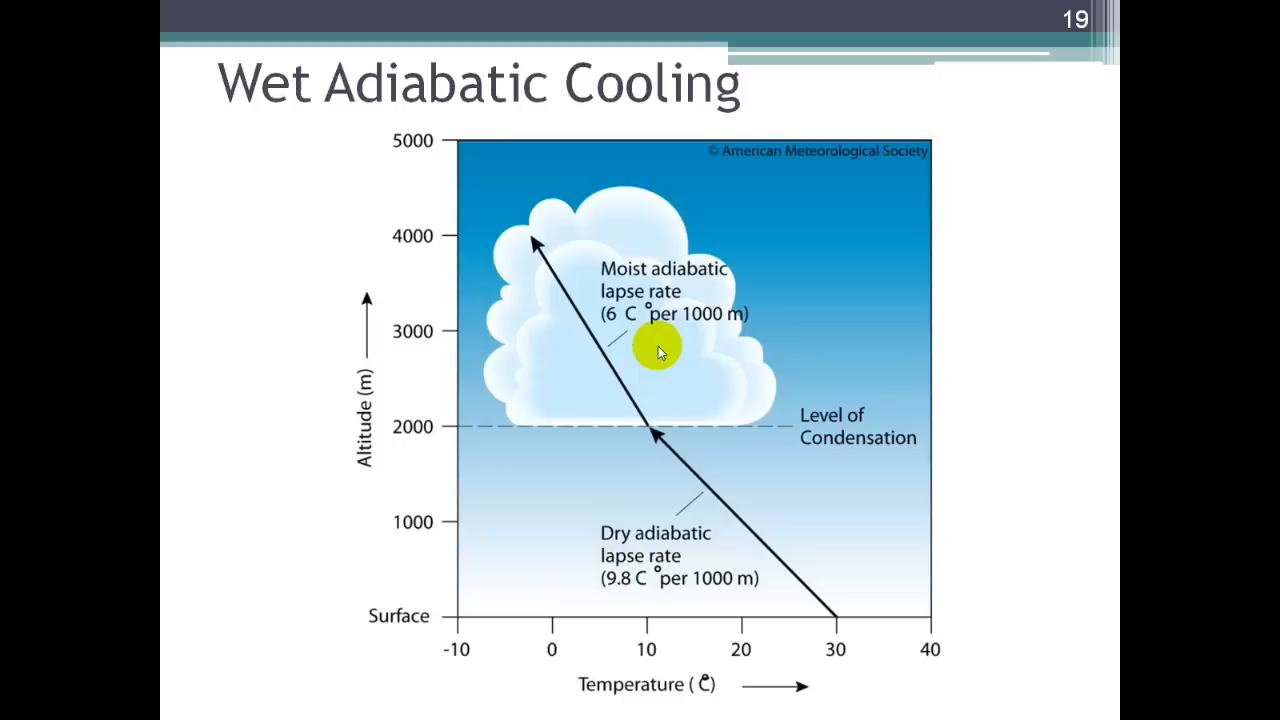 19
Wet Adiabatic Cooling
5000
© American Meteorological Society
4000
Moist adiabatic
lapse rate
(6 C °per 1000 m)
3000
Altitude (m)
Level of
Condensation
2000
1000
Dry adiabatic
lapse rate
(9.8 C °per 1000 m)
Surface
-10 0 10 20 30 40
Temperature (°C)